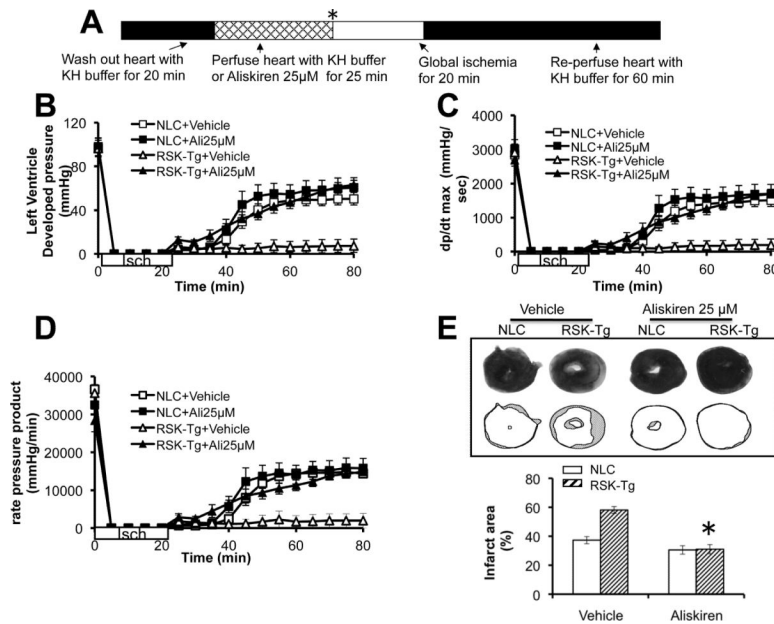 A
*
Wash out heart with
KH buffer for 20 min
Perfuse heart with KH buffer
or Aliskiren 25μM for 25 min
Global ischemia
for 20 min
Re-perfuse heart with
KH buffer for 60 min
B
Left Ventricle
Developed pressure
(mmHg)
120
80
40
0
NLC+Vehicle
NLC+Ali25μM
RSK-Tg+Vehicle
RSK-Tg+Ali25μM
Isch
0 20 40 60 80
Time (min)
C
dp/dt max (mmHg/
sec)
4000
3000
2000
1000
0
NLC+Vehicle
NLC+Ali25μM
RSK-Tg+Vehicle
RSK-Tg+Ali25μM
Isch
0 20 40 60 80
Time (min)
D
rate pressure product
(mmHg/min)
40000
30000
20000
10000
0
NLC+Vehicle
NLC+Ali25μM
RSK-Tg+Vehicle
RSK-Tg+Ali25μM
Isch
0 20 40 60 80
Time (min)
E
Vehicle Aliskiren 25 μM
NLC RSK-Tg NLC RSK-Tg
Infarct area
(%)
80
60
40
20
0
NLC
RSK-Tg
*
Vehicle Aliskiren